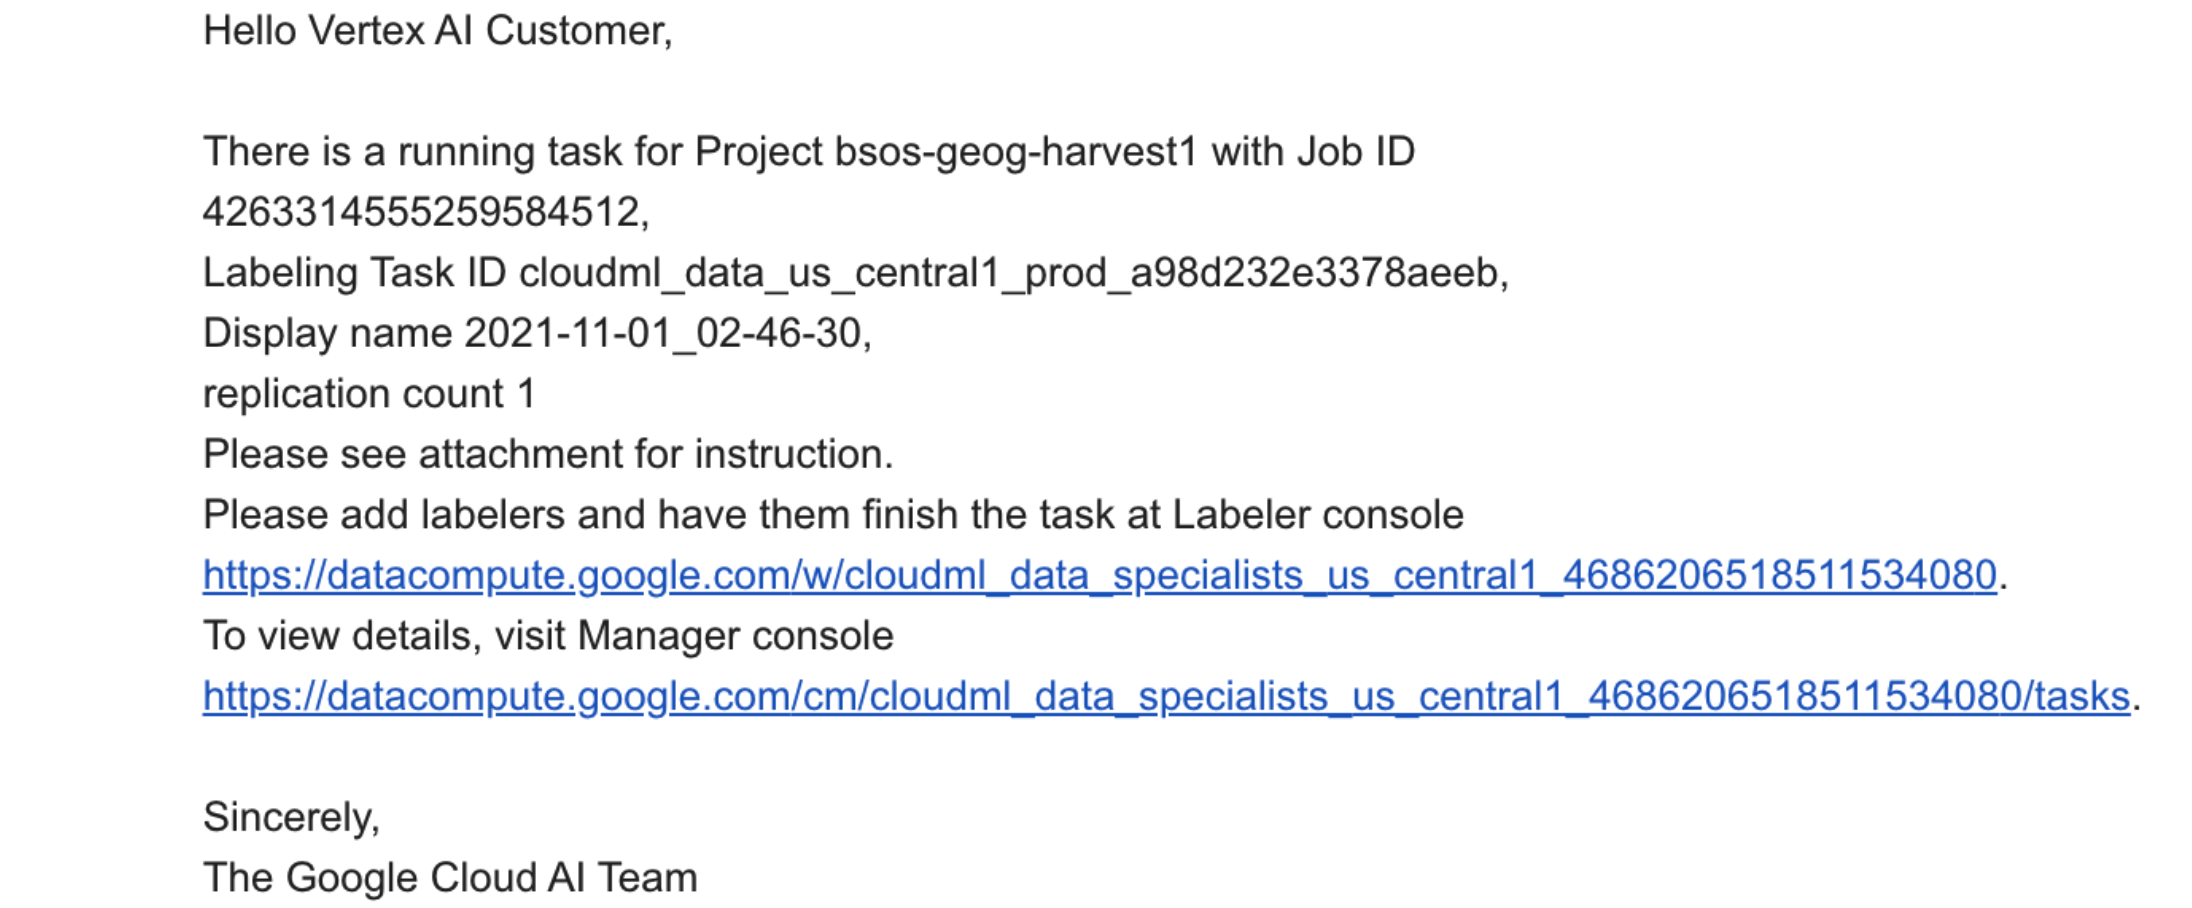 Hello Vertex AI Customer,
There is a running task for Project bsos-geog-harvest1 with Job ID
4263314555259584512,
Labeling Task ID cloudml_data_us_central1_prod_a98d232e3378aeeb,
Display name 2021-11-01_02-46-30,
replication count 1
Please see attachment for instruction.
Please add labelers and have them finish the task at Labeler console
https://datacompute.google.com/w/cloudml_data_specialists_us_central1_4686206518511534080.
To view details, visit Manager console
https://datacompute.google.com/cm/cloudml_data_specialists_us_central1_4686206518511534080/tasks.
Sincerely,
The Google Cloud AI Team